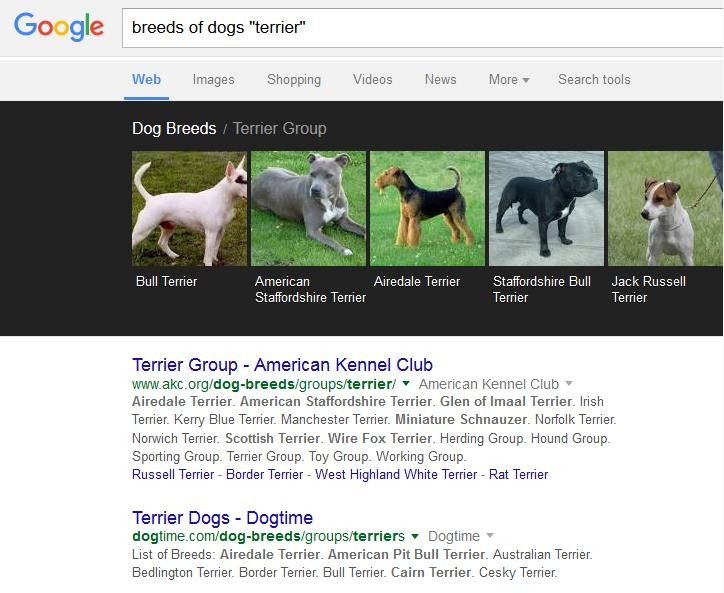 Google
breeds of dogs "terrier"
Web Images Shopping Videos News More Search tools
Dog Breeds / Terrier Group
Bull Terrier
American
Staffordshire Terrier
Airedale Terrier
Staffordshire Bull
Terrier
Jack Russell
Terrier
Terrier Group - American Kennel Club
www.akc.org/dog-breeds/groups/terrier/ American Kennel Club
Airedale Terrier. American Staffordshire Terrier. Glen of Imaal Terrier. Irish
Terrier. Kerry Blue Terrier. Manchester Terrier. Miniature Schnauzer. Norfolk Terrier.
Norwich Terrier. Scottish Terrier. Wire Fox Terrier. Herding Group. Hound Group.
Sporting Group. Terrier Group. Toy Group. Working Group.
Russell Terrier - Border Terrier - West Highland White Terrier - Rat Terrier
Terrier Dogs - Dogtime
dogtime.com/dog-breeds/groups/terriers Dogtime
List of Breeds: Airedale Terrier. American Pit Bull Terrier. Australian Terrier.
Bedlington Terrier. Border Terrier. Bull Terrier. Cairn Terrier. Cesky Terrier.